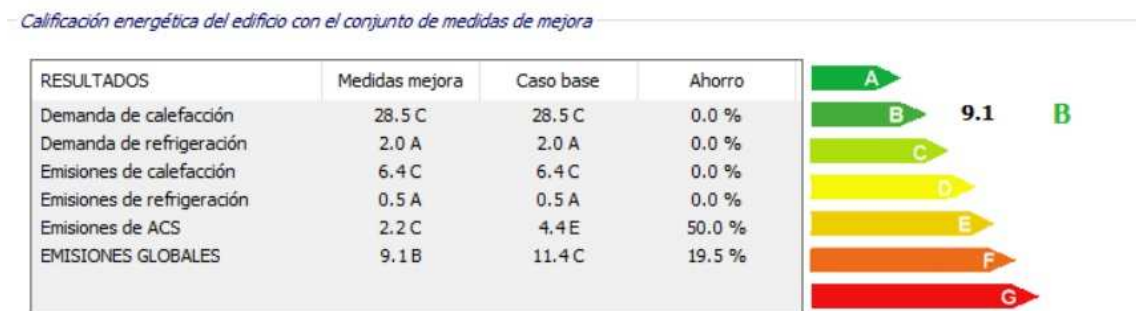 Calificación energética del edificio con el conjunto de medidas de mejora
RESULTADOS Medidas mejora Caso base Ahorro
Demanda de calefacción 28.5 C 28.5 C 0.0 %
Demanda de refrigeración 2.0 A 2.0 A 0.0 %
Emisiones de calefacción 6.4 C 6.4 C 0.0 %
Emisiones de refrigeración 0.5 A 0.5 A 0.0 %
Emisiones de ACS 2.2 C 4.4 E 50.0 %
EMISIONES GLOBALES 9.1 B 11.4 C 19.5 %
A
B 9.1 B
C
D
E
F
G